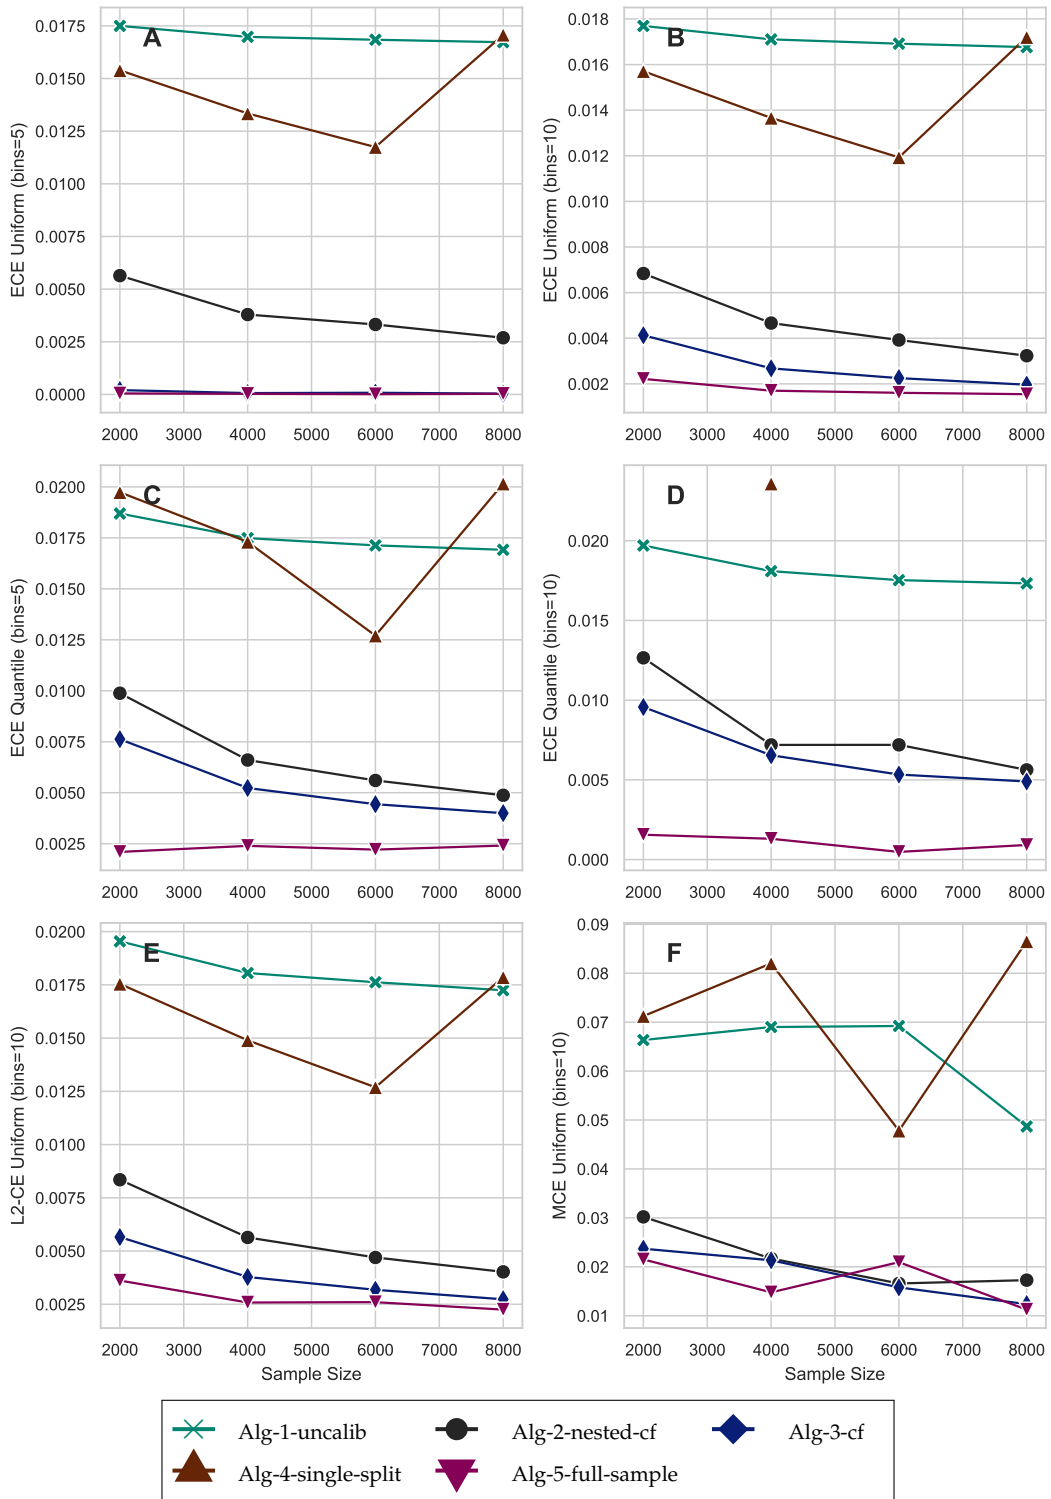 A
ECE Uniform (bins=5)
0.0175
0.0150
0.0125
0.0100
0.0075
0.0050
0.0025
0.0000
2000 3000 4000 5000 6000 7000 8000
B
ECE Uniform (bins=10)
0.018
0.016
0.014
0.012
0.010
0.008
0.006
0.004
0.002
2000 3000 4000 5000 6000 7000 8000
C
ECE Quantile (bins=5)
0.0200
0.0175
0.0150
0.0125
0.0100
0.0075
0.0050
0.0025
2000 3000 4000 5000 6000 7000 8000
D
ECE Quantile (bins=10)
0.020
0.015
0.010
0.005
0.000
2000 3000 4000 5000 6000 7000 8000
E
L2-CE Uniform (bins=10)
0.0200
0.0175
0.0150
0.0125
0.0100
0.0075
0.0050
0.0025
2000 3000 4000 5000 6000 7000 8000
Sample Size
F
MCE Uniform (bins=10)
0.09
0.08
0.07
0.06
0.05
0.04
0.03
0.02
0.01
2000 3000 4000 5000 6000 7000 8000
Sample Size
Alg-1-uncalib Alg-2-nested-cf Alg-3-cf
Alg-4-single-split Alg-5-full-sample